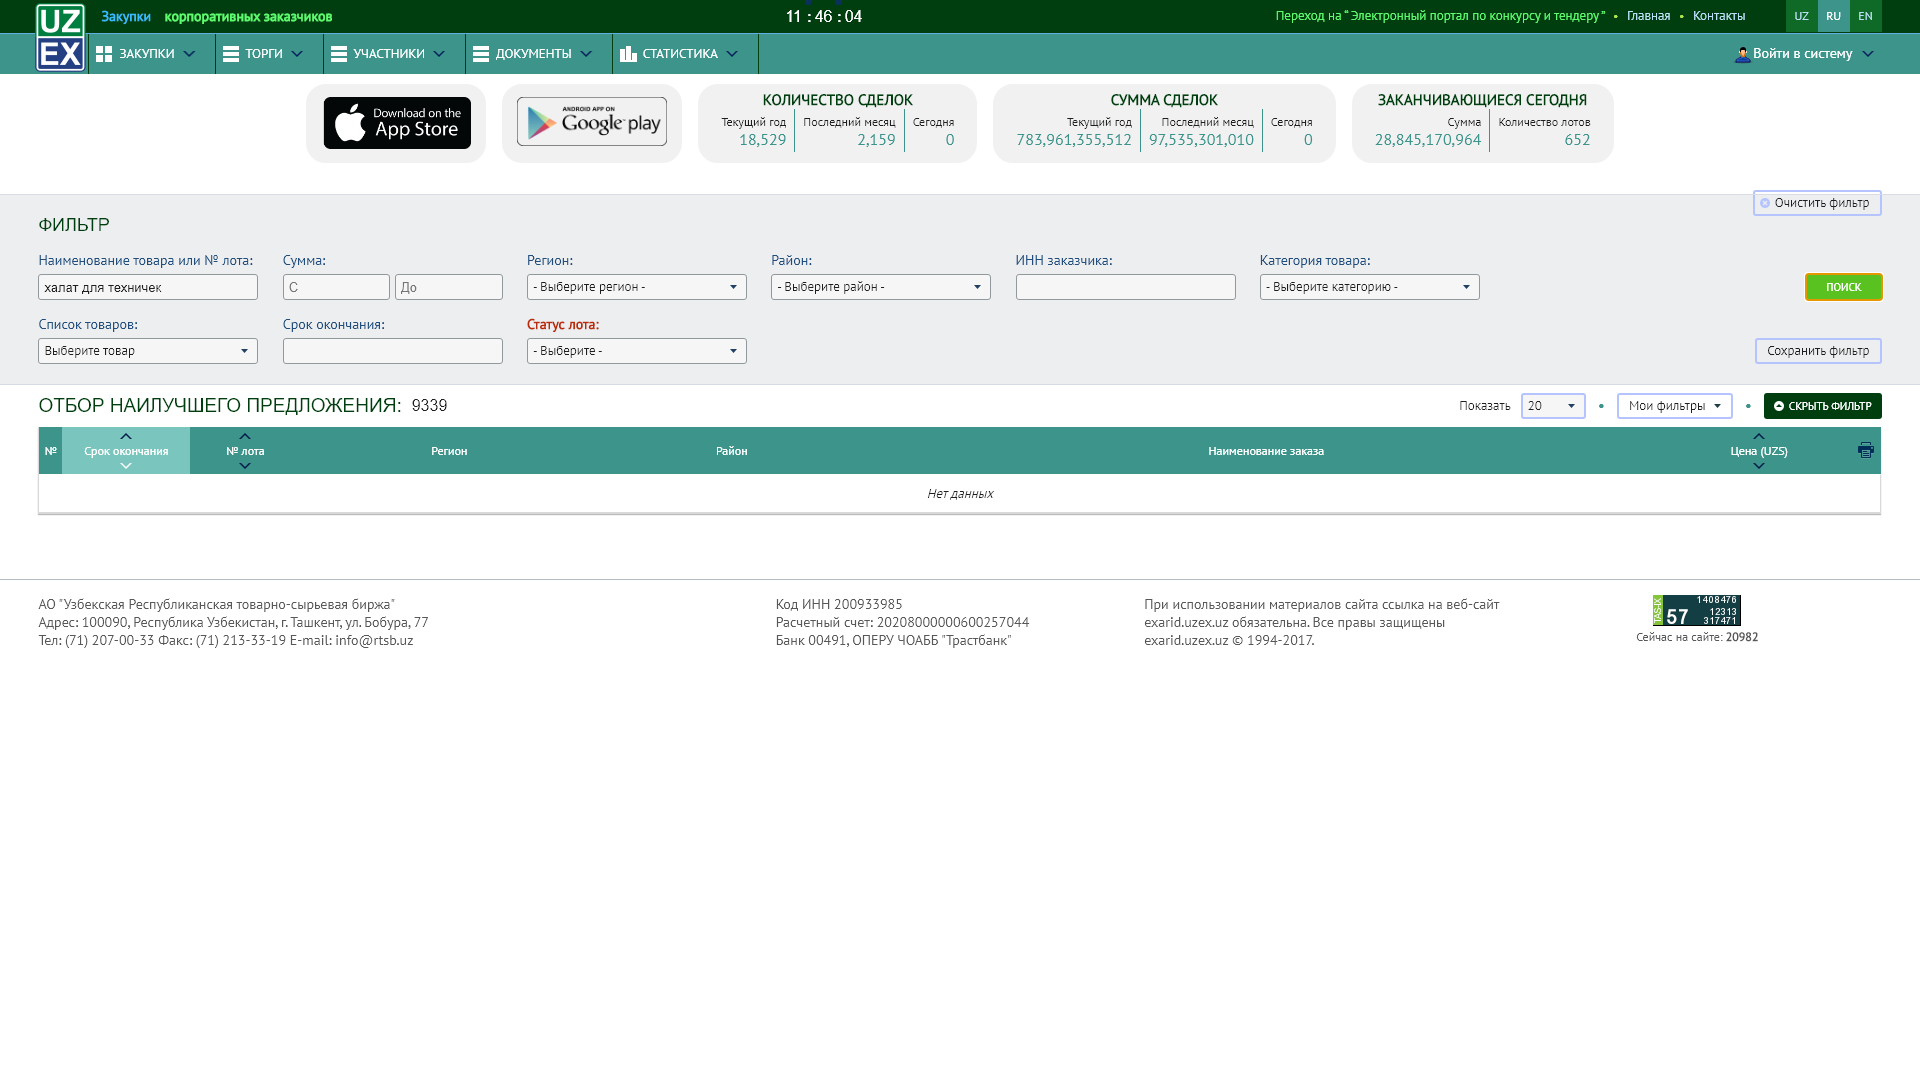 UZ
EX
Закупки корпоративных заказчиков
11 : 46 : 04
Переход на “ Электронный портал по конкурсу и тендеру ” • Главная • Контакты
UZ RU EN
ЗАКУПКИ ТОРГИ УЧАСТНИКИ ДОКУМЕНТЫ СТАТИСТИКА
Войти в систему
Download on the
App Store
ANDROID APP ON
Google play
КОЛИЧЕСТВО СДЕЛОК
Текущий год Последний месяц Сегодня
18,529 2,159 0
СУММА СДЕЛОК
Текущий год Последний месяц Сегодня
783,961,355,512 97,535,301,010 0
ЗАКАНЧИВАЮЩИЕСЯ СЕГОДНЯ
Сумма Количество лотов
28,845,170,964 652
Очистить фильтр
ФИЛЬТР
Наименование товара или № лота: Сумма: Регион: Район: ИНН заказчика: Категория товара:
халат для техничек С До - Выберите регион - - Выберите район - - Выберите категорию - ПОИСК
Список товаров: Срок окончания: Статус лота:
Выберите товар - Выберите - Сохранить фильтр
ОТБОР НАИЛУЧШЕГО ПРЕДЛОЖЕНИЯ: 9339
Показать 20 • Мои фильтры • СКРЫТЬ ФИЛЬТР
№ Срок окончания № лота Регион Район Наименование заказа Цена (UZS)
Нет данных
АО "Узбекская Республиканская товарно-сырьевая биржа"
Адрес: 100090, Республика Узбекистан, г. Ташкент, ул. Бобура, 77
Тел: (71) 207-00-33 Факс: (71) 213-33-19 E-mail: info@rtsb.uz
Код ИНН 200933985
Расчетный счет: 20208000000600257044
Банк 00491, ОПЕРУ ЧОАББ "Трастбанк"
При использовании материалов сайта ссылка на веб-сайт
exarid.uzex.uz обязательна. Все правы защищены
exarid.uzex.uz © 1994-2017.
TAS-IX
57
1408476
12313
317471
Сейчас на сайте: 20982